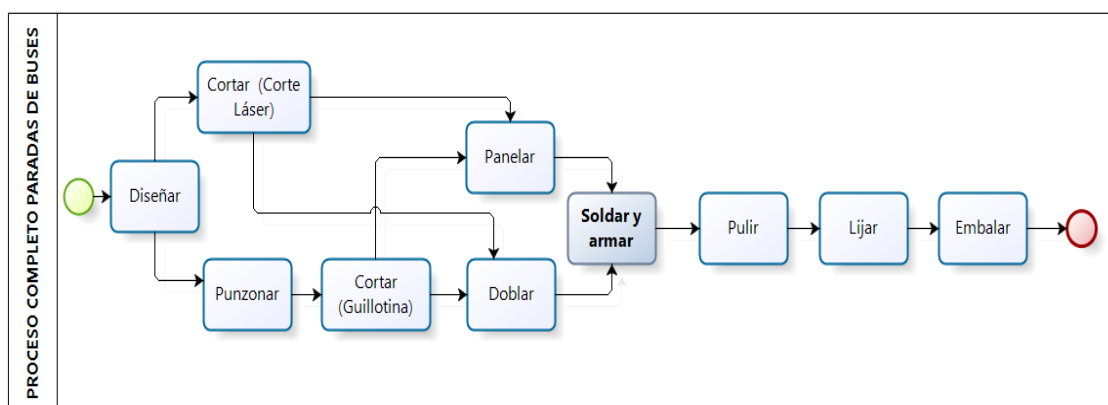 PROCESO COMPLETO PARADAS DE BUSES
Diseñar
Cortar (Corte
Láser)
Punzonar
Cortar
(Guillotina)
Panelar
Doblar
Soldar y
armar
Pulir
Lijar
Embalar